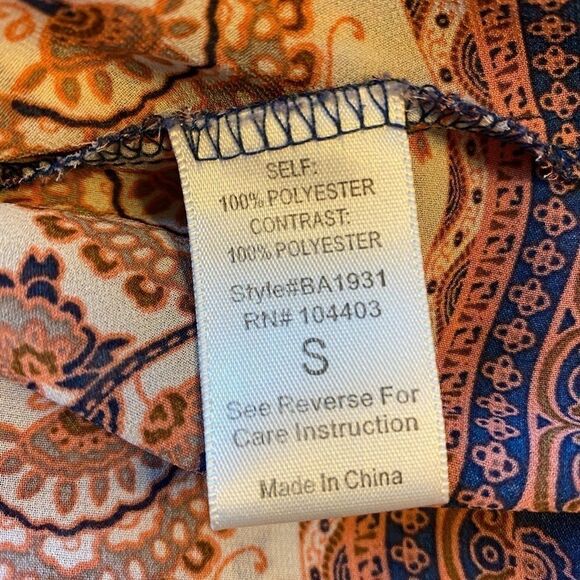 SELF:
100% POLYESTER
CONTRAST:
100% POLYESTER
Style#BA1931
RN# 104403
S
See Reverse For
Care Instruction
Made In China